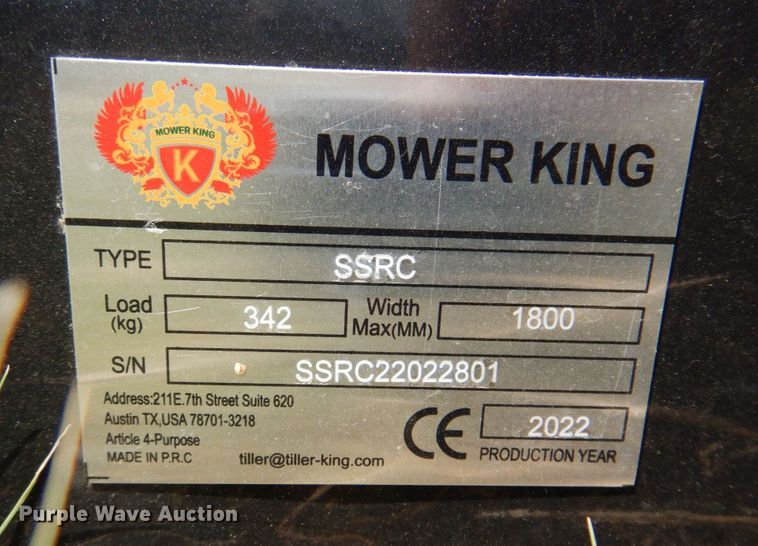 MOWER KING
K
MOWER KING
TYPE SSRC
Load (kg) 342 Width Max(MM) 1800
S/N SSRC22022801
Address:211E.7th Street Suite 620
Austin TX,USA 78701-3218
Article 4-Purpose
MADE IN P.R.C
tiller@tiller-king.com
CE
2022
PRODUCTION YEAR
Purple Wave Auction